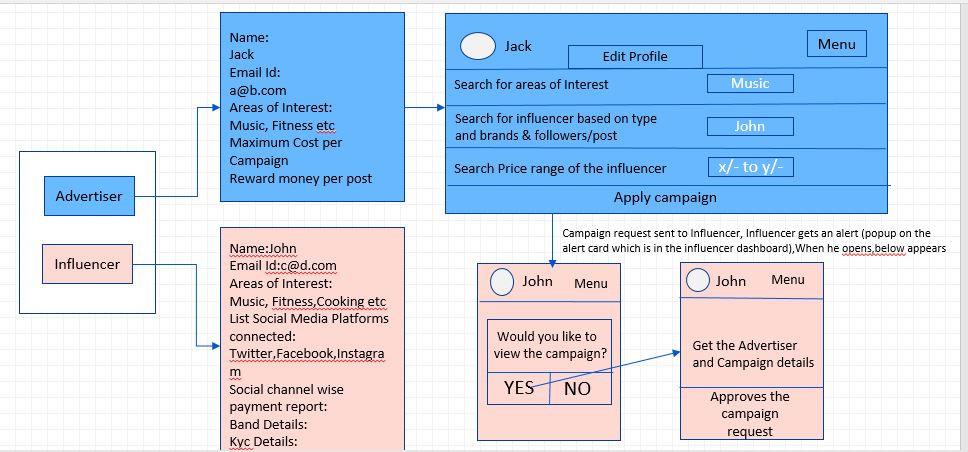 Advertiser
Influencer
Name:
Jack
Email Id:
a@b.com
Areas of Interest:
Music, Fitness etc
Maximum Cost per
Campaign
Reward money per post
Name:John
Email Id:c@d.com
Areas of Interest:
Music, Fitness,Cooking etc
List Social Media Platforms
connected:
Twitter,Facebook,Instagra
m
Social channel wise
payment report:
Band Details:
Kyc Details:
Jack
Edit Profile
Menu
Search for areas of Interest
Music
Search for influencer based on type
and brands & followers/post
John
Search Price range of the influencer
x/- to y/-
Apply campaign
Campaign request sent to Influencer, Influencer gets an alert (popup on the
alert card which is in the influencer dashboard),When he opens,below appears
John
Menu
Would you like to
view the campaign?
YES
NO
John
Menu
Get the Advertiser
and Campaign details
Approves the
campaign
request